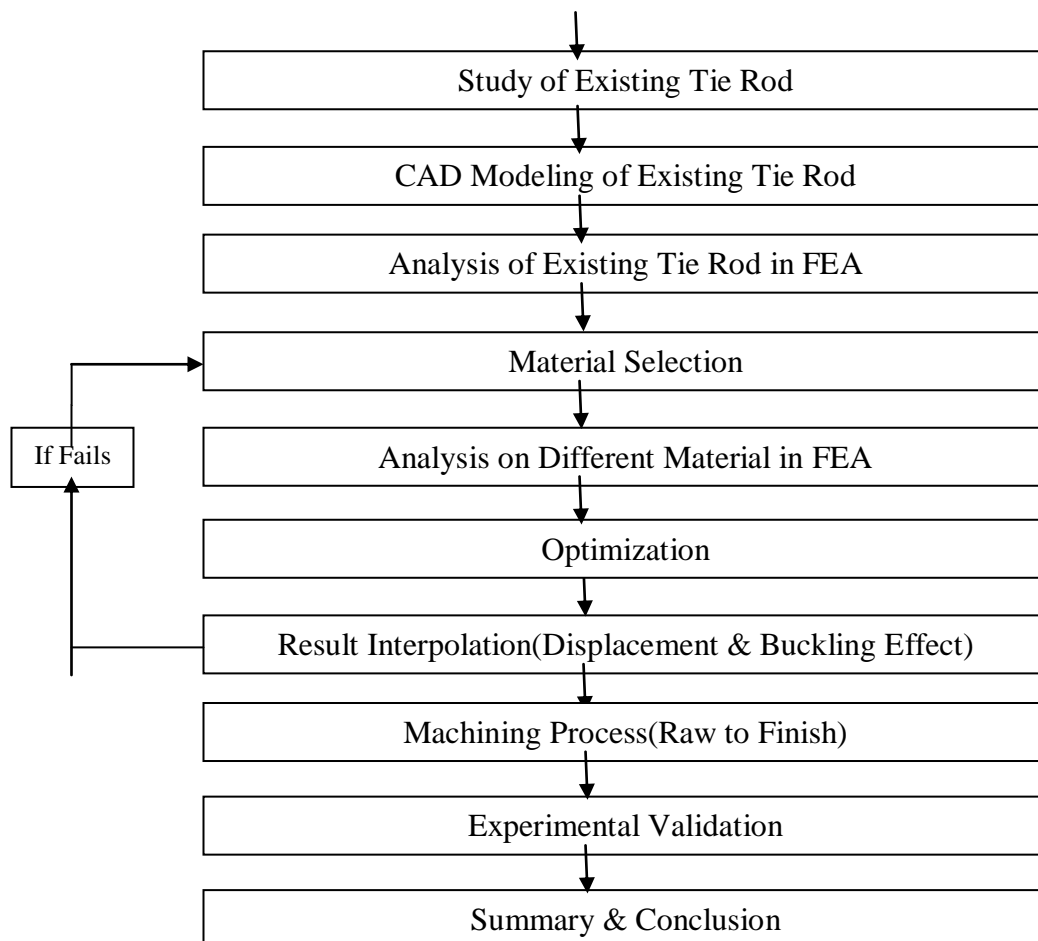 Study of Existing Tie Rod
CAD Modeling of Existing Tie Rod
Analysis of Existing Tie Rod in FEA
Material Selection
If Fails
Analysis on Different Material in FEA
Optimization
Result Interpolation(Displacement & Buckling Effect)
Machining Process(Raw to Finish)
Experimental Validation
Summary & Conclusion